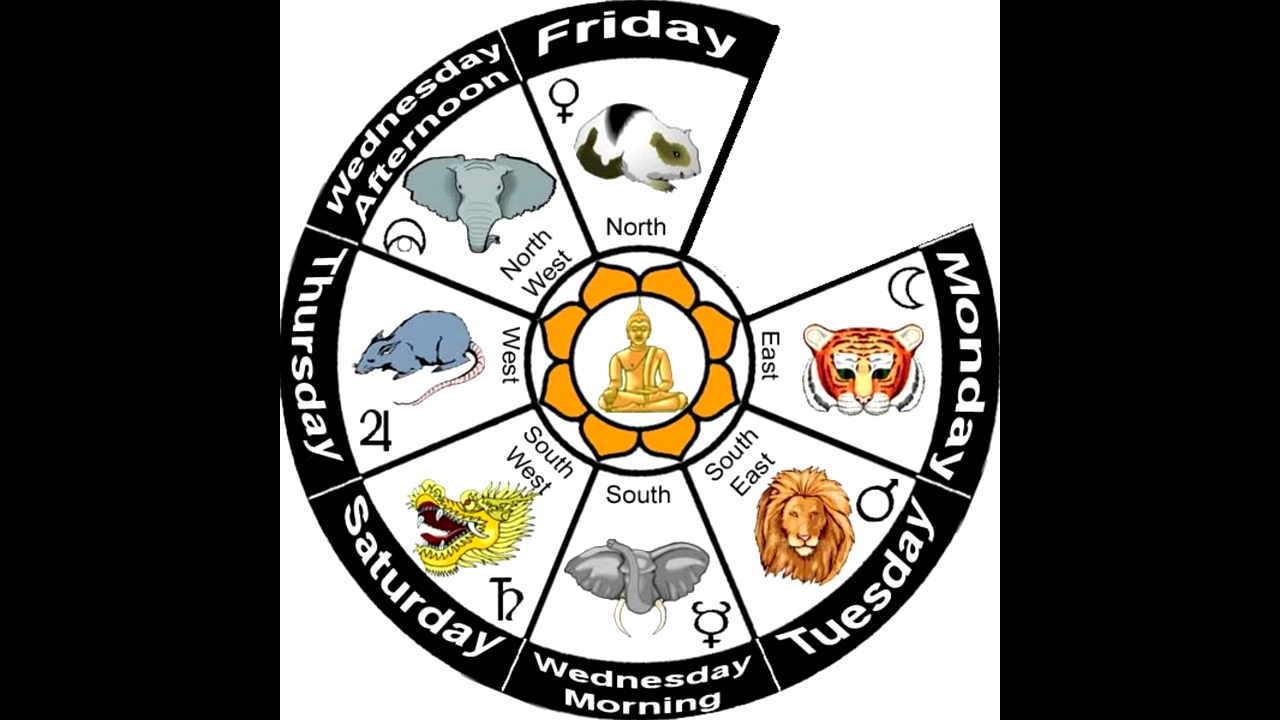 Friday
North
Monday
East
Tuesday
South
East
Wednesday
Morning
South
Saturday
South
West
Thursday
West
Wednesday
Afternoon
North
West